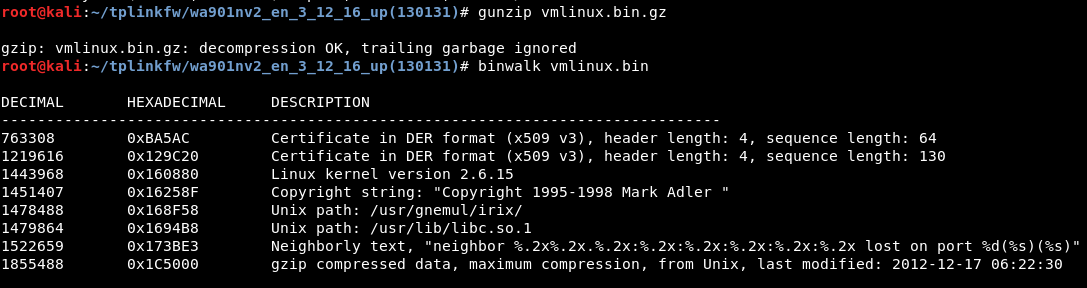 root@kali:~/tplinkfw/wa901nv2_en_3_12_16_up(130131)# gunzip vmlinux.bin.gz
gzip: vmlinux.bin.gz: decompression OK, trailing garbage ignored
root@kali:~/tplinkfw/wa901nv2_en_3_12_16_up(130131)# binwalk vmlinux.bin
DECIMAL       HEXADECIMAL     DESCRIPTION
--------------------------------------------------------------------------------
763308        0xBA5AC         Certificate in DER format (x509 v3), header length: 4, sequence length: 64
1219616       0x129C20        Certificate in DER format (x509 v3), header length: 4, sequence length: 130
1443968       0x160880        Linux kernel version 2.6.15
1451407       0x16258F        Copyright string: "Copyright 1995-1998 Mark Adler "
1478488       0x168F58        Unix path: /usr/gnemul/irix/
1479864       0x1694B8        Unix path: /usr/lib/libc.so.1
1522659       0x173BE3        Neighborly text, "neighbor %.2x%.2x.%.2x:%.2x:%.2x:%.2x:%.2x:%.2x lost on port %d(%s)(%s)"
1855488       0x1C5000        gzip compressed data, maximum compression, from Unix, last modified: 2012-12-17 06:22:30